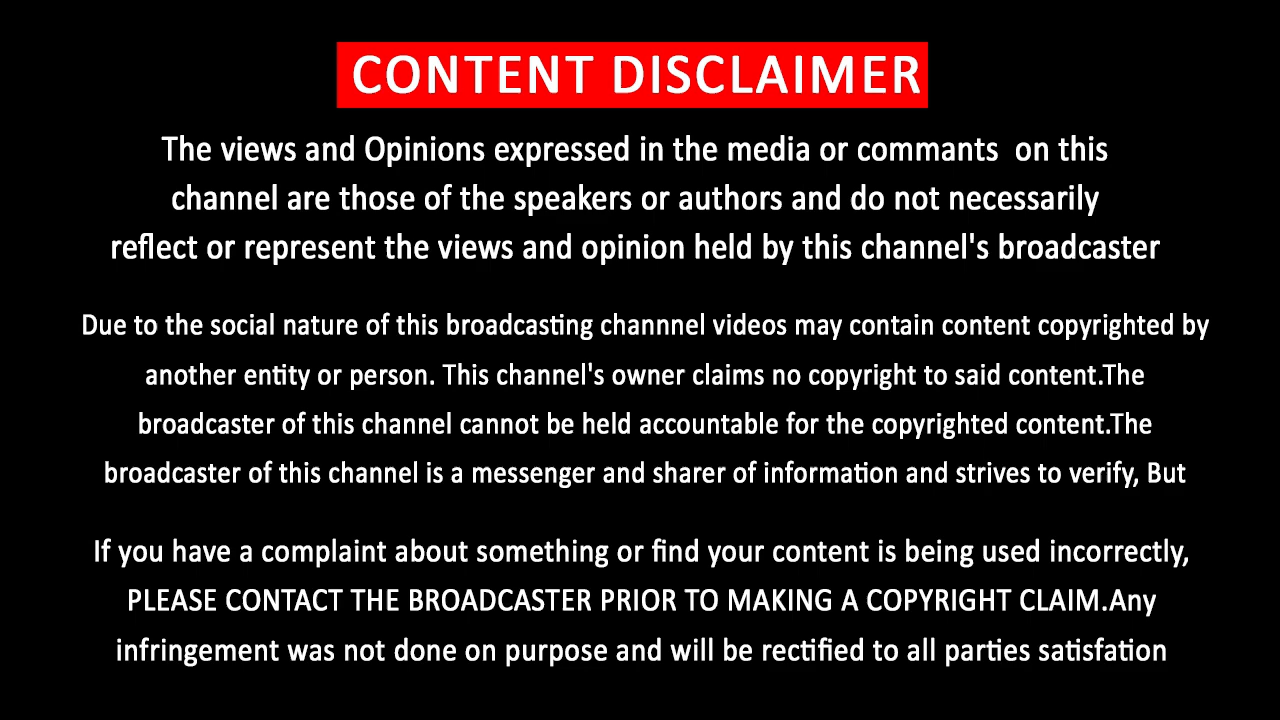 CONTENT DISCLAIMER
The views and Opinions expressed in the media or commants on this
channel are those of the speakers or authors and do not necessarily
reflect or represent the views and opinion held by this channel's broadcaster
Due to the social nature of this broadcasting channnel videos may contain content copyrighted by
another entity or person. This channel's owner claims no copyright to said content.The
broadcaster of this channel cannot be held accountable for the copyrighted content.The
broadcaster of this channel is a messenger and sharer of information and strives to verify, But
If you have a complaint about something or find your content is being used incorrectly,
PLEASE CONTACT THE BROADCASTER PRIOR TO MAKING A COPYRIGHT CLAIM.Any
infringement was not done on purpose and will be rectified to all parties satisfation